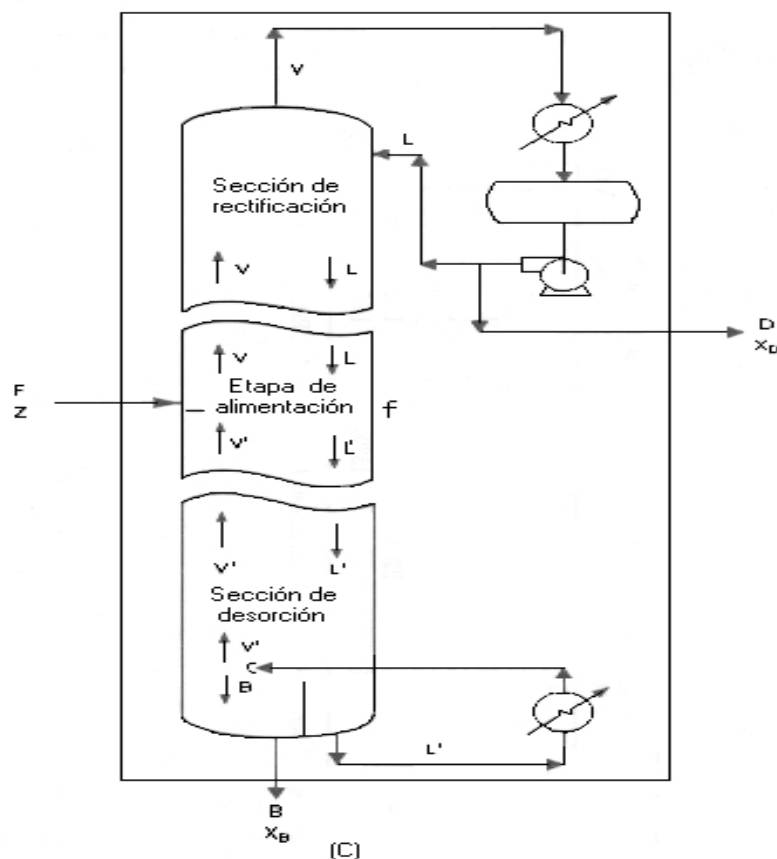 V
L
Sección de
rectificación
V
L
D
X_D
V
L
F
Z
Etapa de
alimentación
f
V'
L'
V'
L'
Sección de
desorción
V'
B
L'
B
X_B
(C)